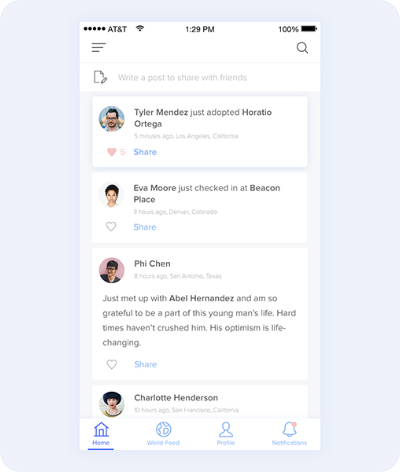 ●●●●● AT&T 1:29 PM 100%
Write a post to share with friends
Tyler Mendez just adopted Horatio
Ortega
5 minutes ago, Los Angeles, California
5 Share
Eva Moore just checked in at Beacon
Place
3 hours ago, Denver, Colorado
Share
Phi Chen
8 hours ago, San Antonio, Texas
Just met up with Abel Hernandez and am so
grateful to be a part of this young man's life. Hard
times haven't crushed him. His optimism is life-
changing.
Share
Charlotte Henderson
10 hours ago, San Francisco, California
Home World Feed Profile Notifications